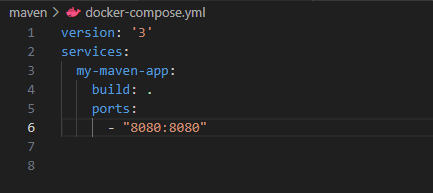 maven > docker-compose.yml
1 version: '3'
2 services:
3   my-maven-app:
4     build: .
5     ports:
6       - "8080:8080"
7
8